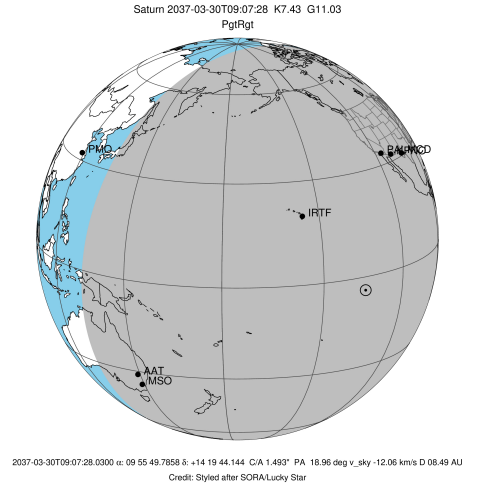 Saturn 2037-03-30T09:07:28 K7.43 G11.03
PgtRgt
PMO
IRTF
AAT
MSO
2037-03-30T09:07:28.0300 α: 09 55 49.7858 δ: +14 19 44.144 C/A 1.493" PA 18.96 deg v_sky -12.06 km/s D 08.49 AU
Credit: Styled after SORA/Lucky Star